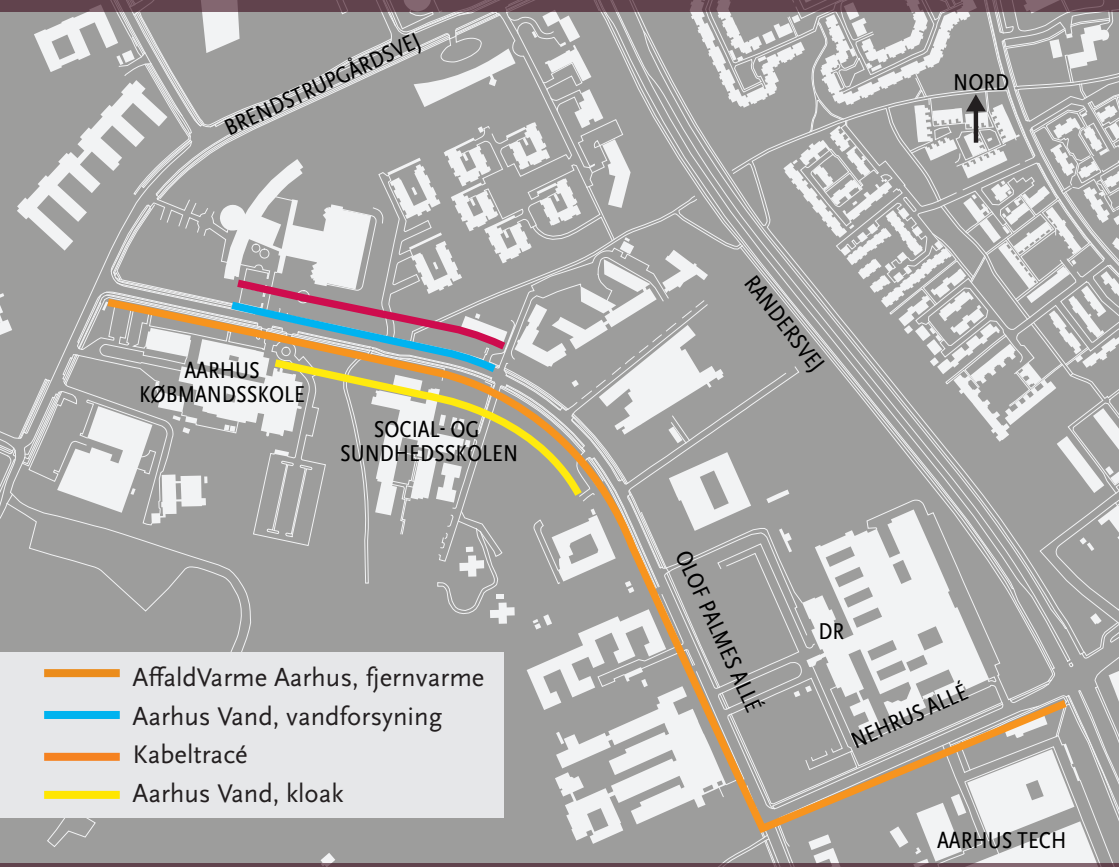 BRENDSTRUPGÅRDSVEJ
NORD
RANDERSVEJ
AARHUS
KØBMANDSSKOLE
SOCIAL- OG
SUNDHEDSSKOLEN
OLOF PALMES ALLÉ
DR
NEHRUS ALLÉ
AARHUS TECH
AffaldVarme Aarhus, fjernvarme
Aarhus Vand, vandforsyning
Kabeltracé
Aarhus Vand, kloak